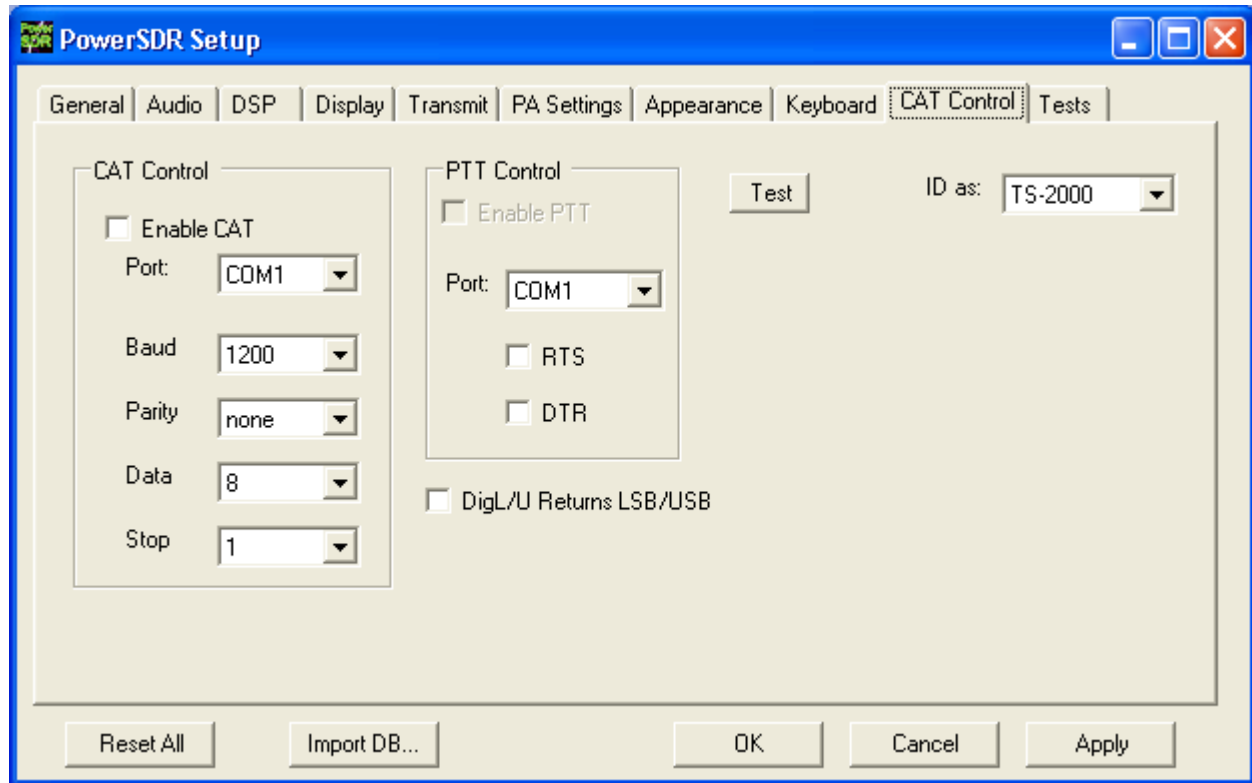 PowerSDR Setup
General Audio DSP Display Transmit PA Settings Appearance Keyboard CAT Control Tests
CAT Control
Enable CAT
Port: COM1
Baud 1200
Parity none
Data 8
Stop 1
PTT Control
Enable PTT
Port: COM1
RTS
DTR
DigL/U Returns LSB/USB
Test
ID as: TS-2000
Reset All Import DB... OK Cancel Apply